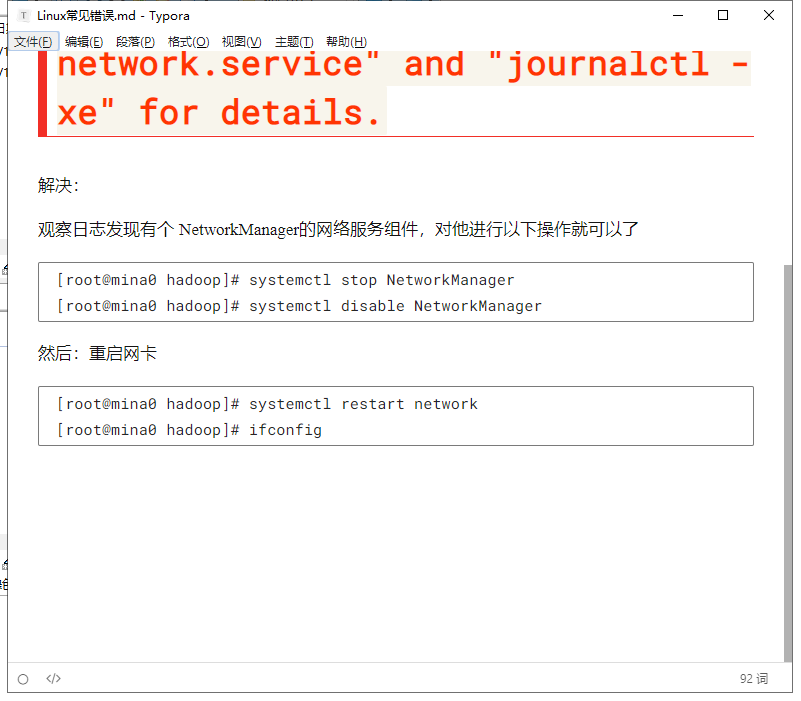 Linux常见错误.md - Typora
文件(F) 编辑(E) 段落(P) 格式(O) 视图(V) 主题(T) 帮助(H)
network.service" and "journalctl -
xe" for details.
解决：
观察日志发现有个 NetworkManager的网络服务组件，对他进行以下操作就可以了
[root@mina0 hadoop]# systemctl stop NetworkManager
[root@mina0 hadoop]# systemctl disable NetworkManager
然后：重启网卡
[root@mina0 hadoop]# systemctl restart network
[root@mina0 hadoop]# ifconfig
92 词